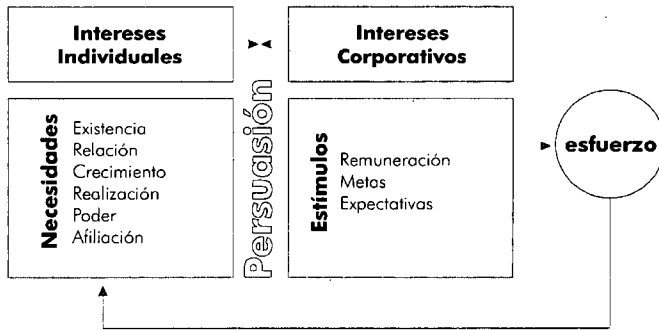 Intereses
Individuales
Intereses
Corporativos
Necesidades
Existencia
Relación
Crecimiento
Realización
Poder
Afiliación
Persuasión
Estímulos
Remuneración
Metas
Expectativas
esfuerzo